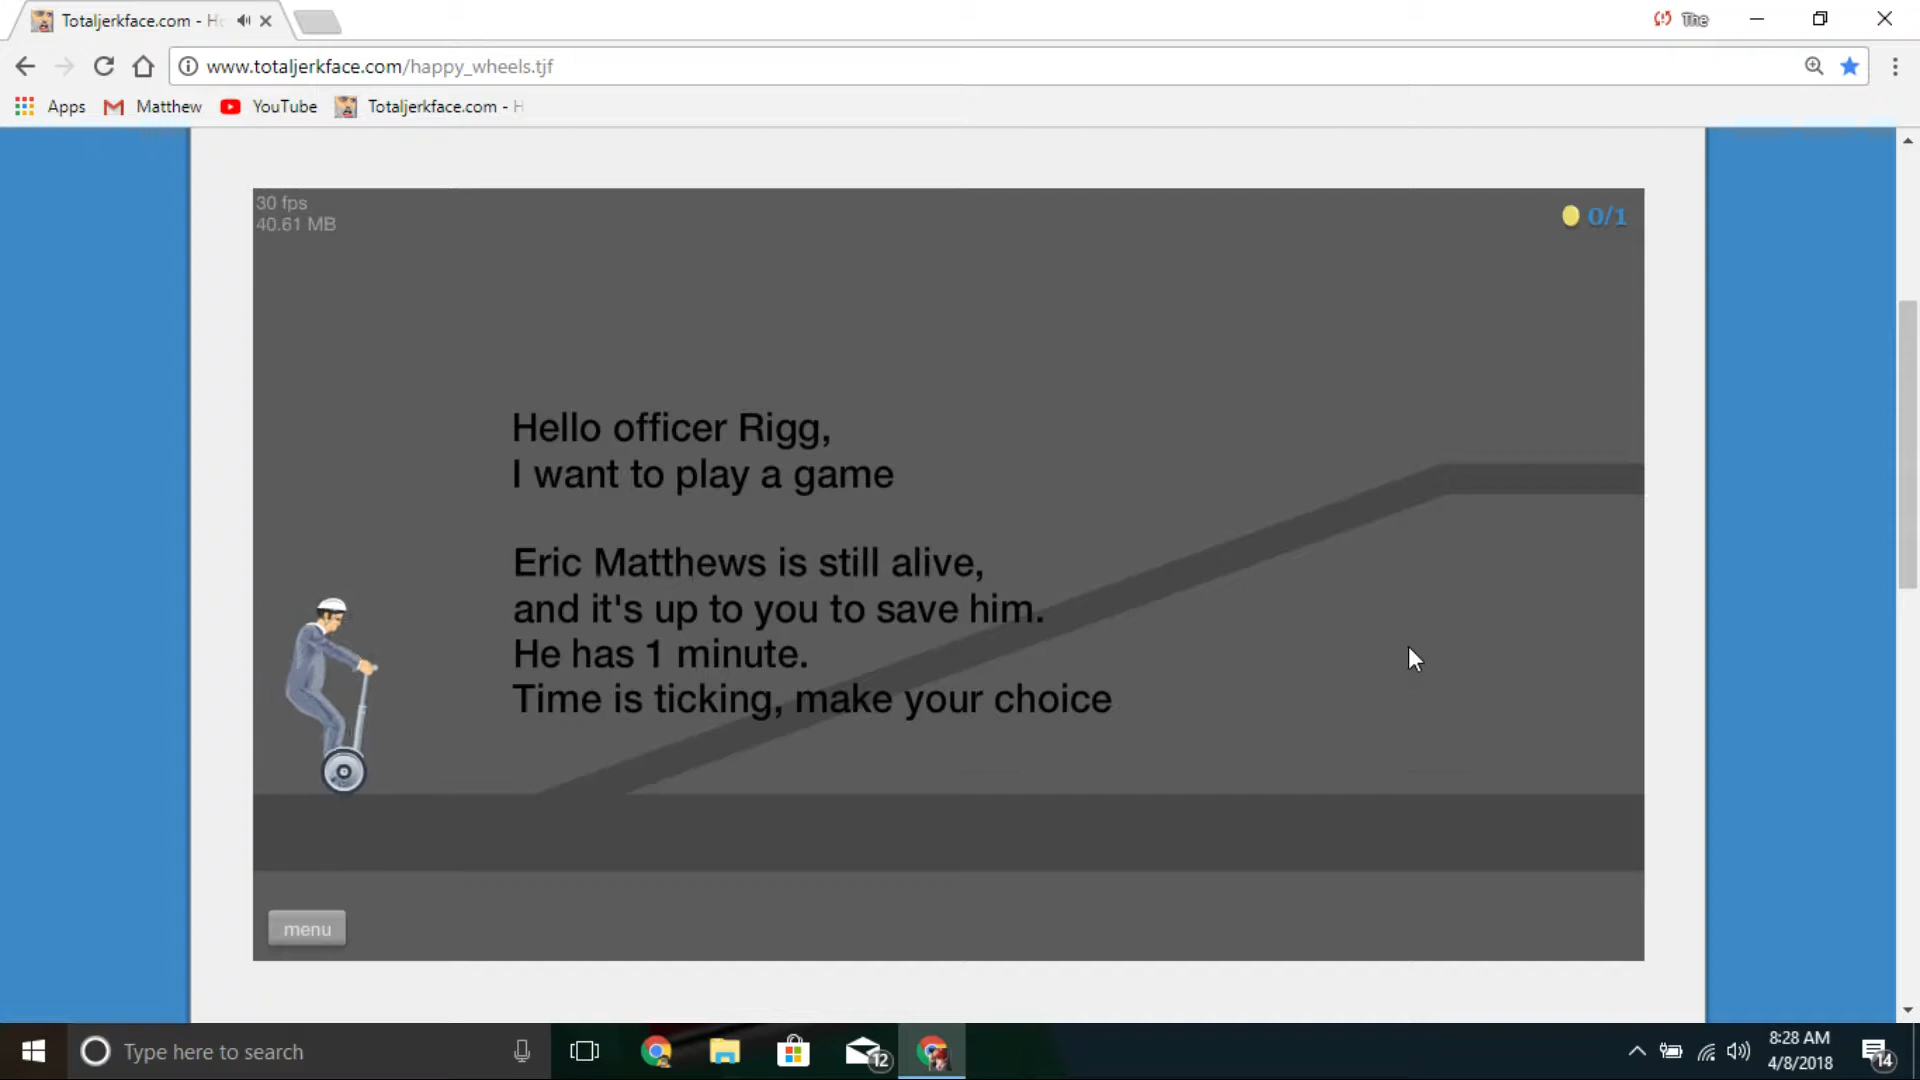 Totaljerkface.com - Ho
The
www.totaljerkface.com/happy_wheels.tjf
Apps
Matthew
YouTube
Totaljerkface.com - H
30 fps
40.61 MB
0/1
Hello officer Rigg,
I want to play a game
Eric Matthews is still alive,
and it's up to you to save him.
He has 1 minute.
Time is ticking, make your choice
menu
Type here to search
12
8:28 AM
4/8/2018
14